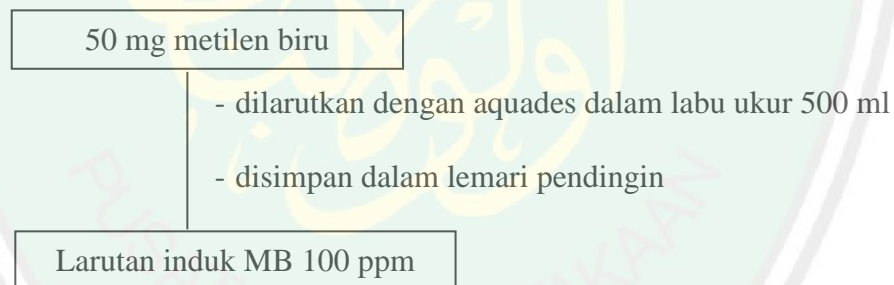 50 mg metilen biru
- dilarutkan dengan aquades dalam labu ukur 500 ml
- disimpan dalam lemari pendingin
Larutan induk MB 100 ppm